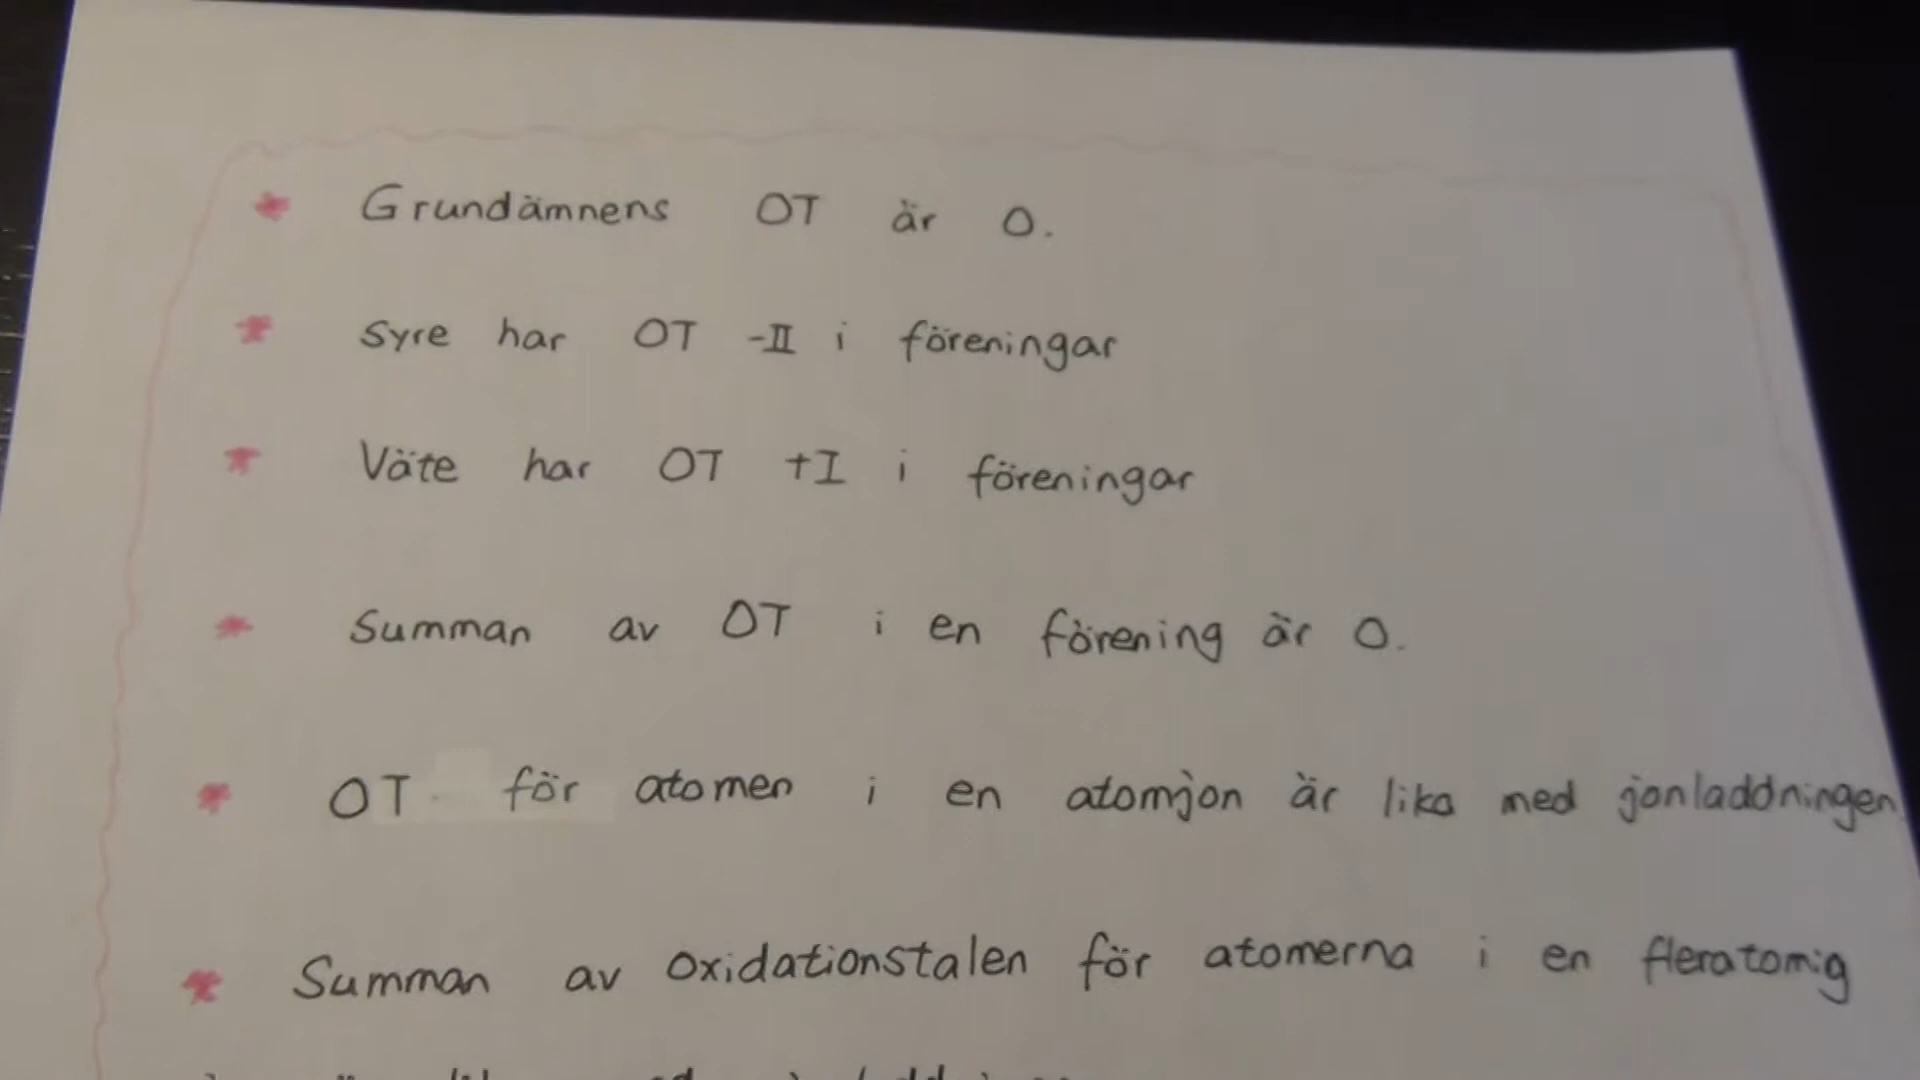 * Grundämnens OT är 0.
* Syre har OT -II i föreningar
* Väte har OT +I i föreningar
* Summan av OT i en förening är 0.
* OT för atomen i en atomjon är lika med jonladdningen
* Summan av oxidationstalen för atomerna i en fleratomig